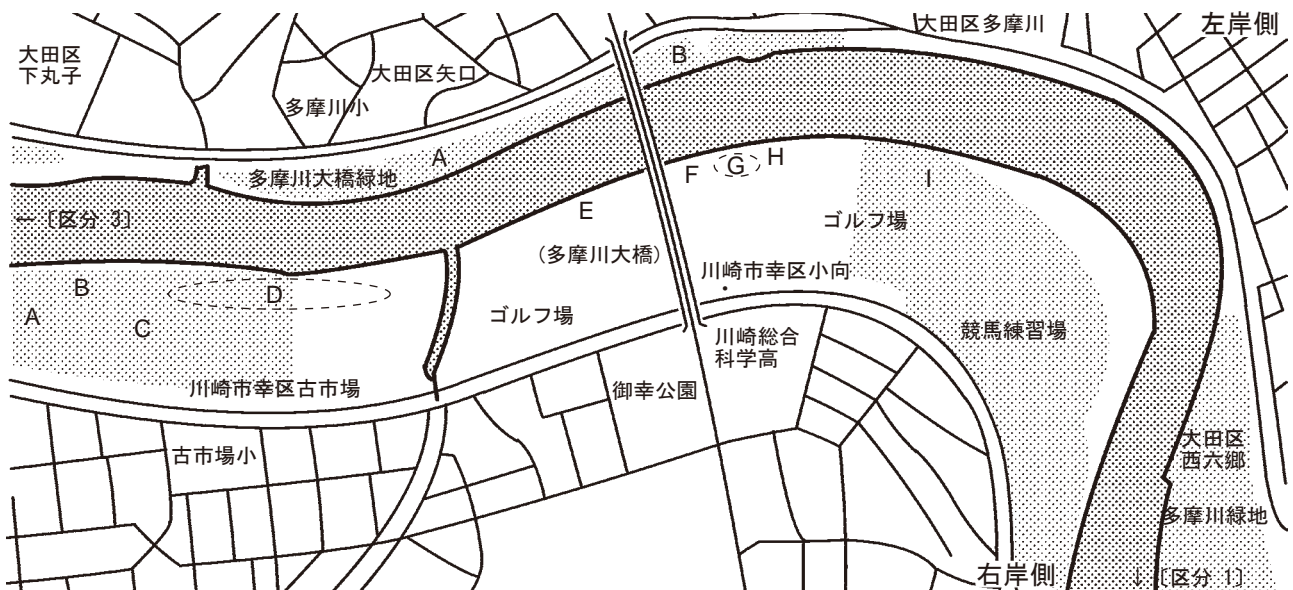 大田区多摩川
左岸側
大田区
下丸子
大田区矢口
多摩川小
B
A
多摩川大橋緑地
F
G
H
I
←〔区分 3〕
E
ゴルフ場
(多摩川大橋)
川崎市幸区小向
B
D
A
C
ゴルフ場
競馬練習場
川崎総合
科学高
川崎市幸区古市場
御幸公園
古市場小
大田区
西六郷
多摩川緑地
右岸側
↓〔区分 1〕